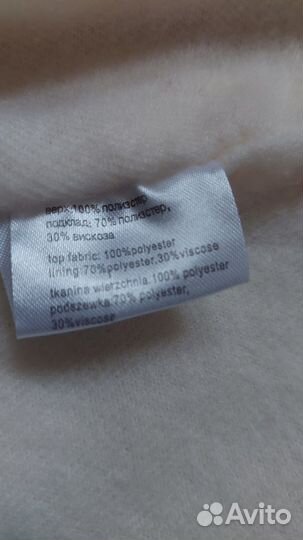 верх:100% полиэстер
подклад: 70% полиэстер,
30% вискоза
top fabric: 100%polyester
lining:70%polyester,30%viscose
tkanina wierzchnia:100% polyester
podszewka:70% polyester,
30%viscose
Avito